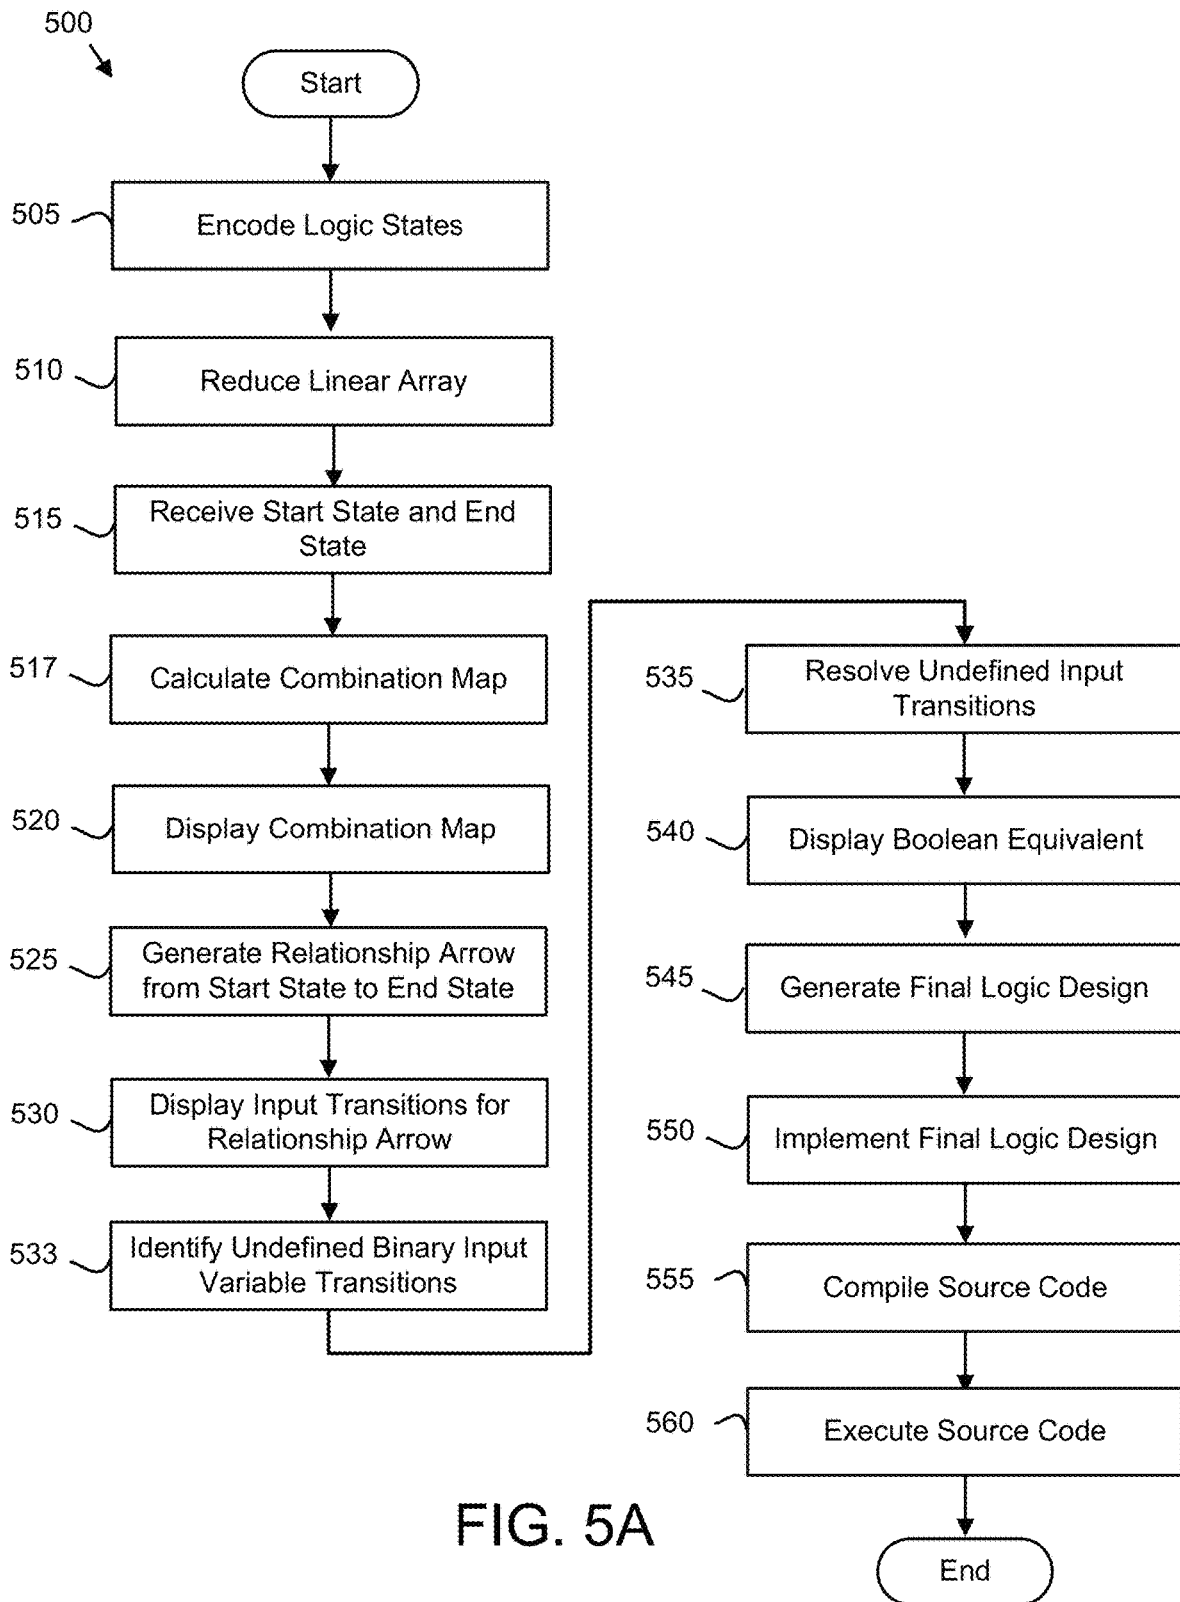 500
Start
505
Encode Logic States
510
Reduce Linear Array
515
Receive Start State and End
State
517
Calculate Combination Map
520
Display Combination Map
525
Generate Relationship Arrow
from Start State to End State
530
Display Input Transitions for
Relationship Arrow
533
Identify Undefined Binary Input
Variable Transitions
535
Resolve Undefined Input
Transitions
540
Display Boolean Equivalent
545
Generate Final Logic Design
550
Implement Final Logic Design
555
Compile Source Code
560
Execute Source Code
End
FIG. 5A